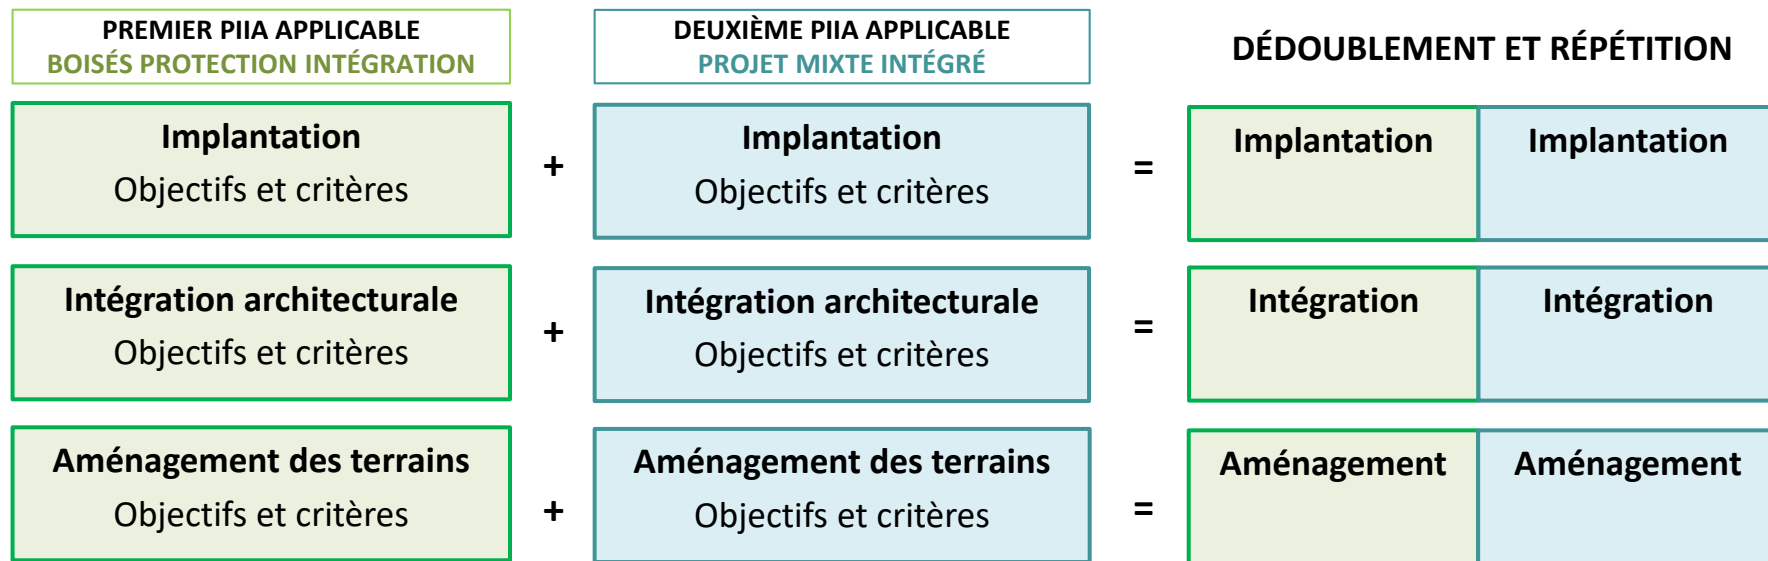 PREMIER PIIA APPLICABLE
BOISÉS PROTECTION INTÉGRATION
DEUXIÈME PIIA APPLICABLE
PROJET MIXTE INTÉGRÉ
DÉDOUBLEMENT ET RÉPÉTITION
Implantation
Objectifs et critères
+
Implantation
Objectifs et critères
=
Implantation
Implantation
Intégration architecturale
Objectifs et critères
+
Intégration architecturale
Objectifs et critères
=
Intégration
Intégration
Aménagement des terrains
Objectifs et critères
+
Aménagement des terrains
Objectifs et critères
=
Aménagement
Aménagement